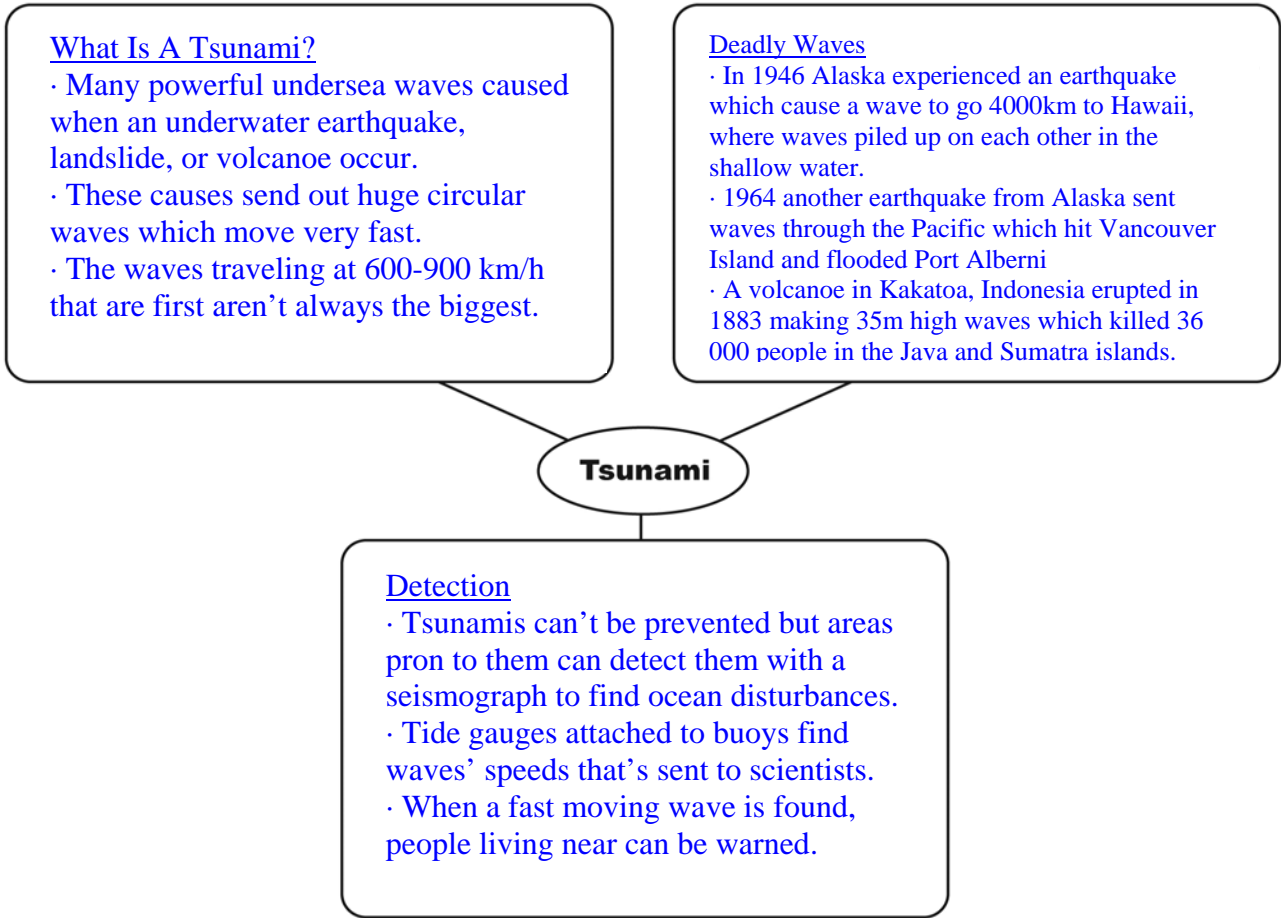 What Is A Tsunami?
· Many powerful undersea waves caused
when an underwater earthquake,
landslide, or volcanoe occur.
· These causes send out huge circular
waves which move very fast.
· The waves traveling at 600-900 km/h
that are first aren’t always the biggest.
Deadly Waves
· In 1946 Alaska experienced an earthquake
which cause a wave to go 4000km to Hawaii,
where waves piled up on each other in the
shallow water.
· 1964 another earthquake from Alaska sent
waves through the Pacific which hit Vancouver
Island and flooded Port Alberni
· A volcanoe in Kakatoa, Indonesia erupted in
1883 making 35m high waves which killed 36
000 people in the Java and Sumatra islands.
Tsunami
Detection
· Tsunamis can’t be prevented but areas
pron to them can detect them with a
seismograph to find ocean disturbances.
· Tide gauges attached to buoys find
waves’ speeds that’s sent to scientists.
· When a fast moving wave is found,
people living near can be warned.